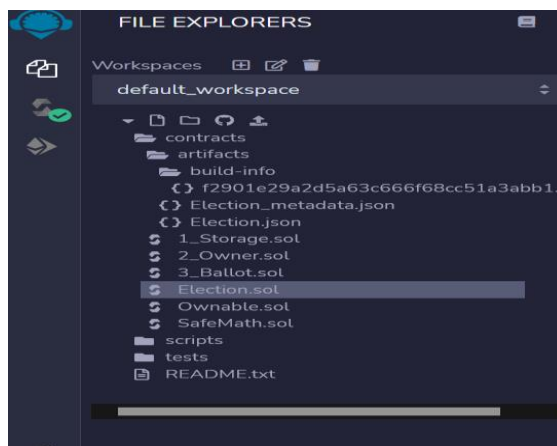 FILE EXPLORERS
Workspaces
default_workspace
contracts
artifacts
build-info
f2901e29a2d5a63c666f68cc51a3abb1.
Election_metadata.json
Election.json
1_Storage.sol
2_Owner.sol
3_Ballot.sol
Election.sol
Ownable.sol
SafeMath.sol
scripts
tests
README.txt